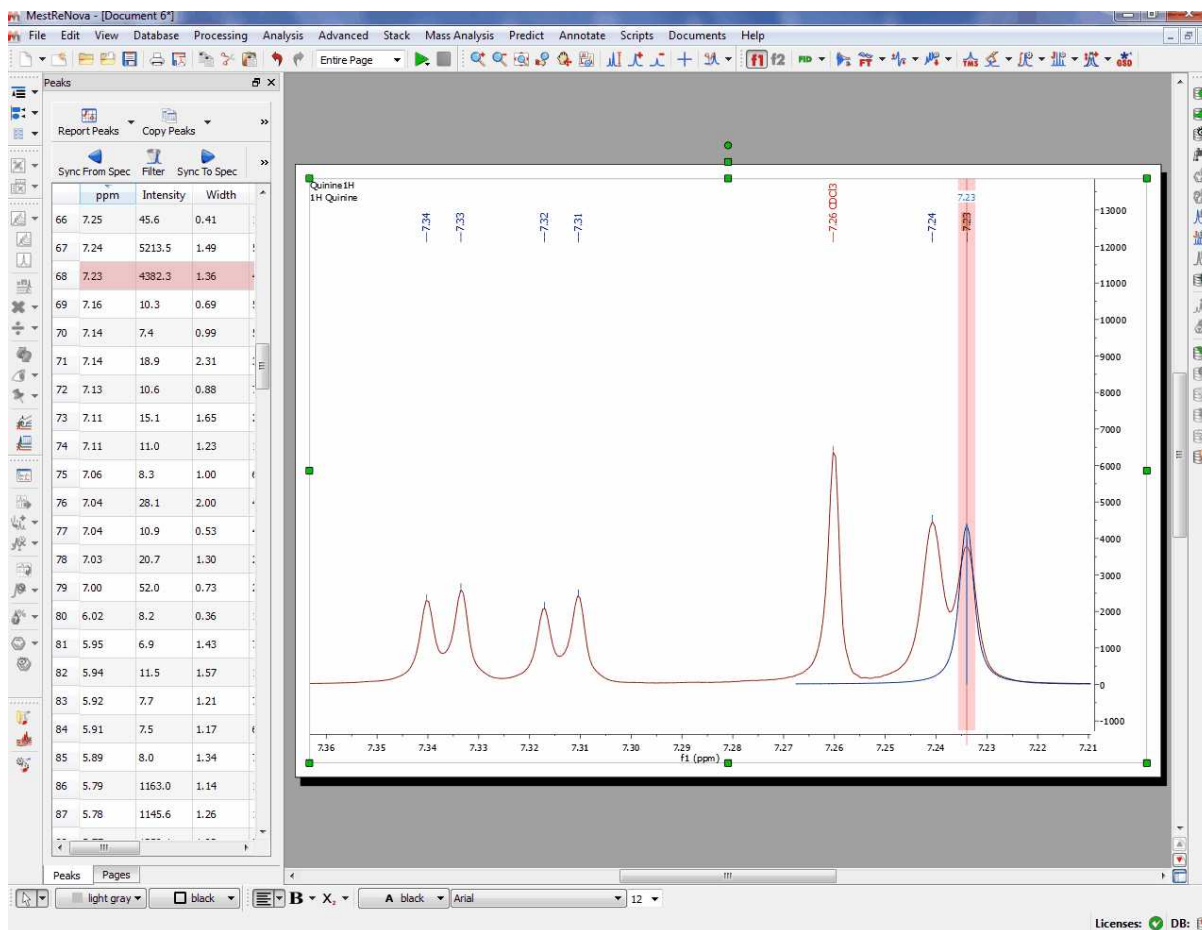 MestReNova - [Document 6*]
File Edit View Database Processing Analysis Advanced Stack Mass Analysis Predict Annotate Scripts Documents Help
Entire Page f1 f2 FID FT TMS GSD
Peaks
Report Peaks Copy Peaks
Sync From Spec Filter Sync To Spec
ppm Intensity Width
66 7.25 45.6 0.41
67 7.24 5213.5 1.49
68 7.23 4382.3 1.36
69 7.16 10.3 0.69
70 7.14 7.4 0.99
71 7.14 18.9 2.31
72 7.13 10.6 0.88
73 7.11 15.1 1.65
74 7.11 11.0 1.23
75 7.06 8.3 1.00
76 7.04 28.1 2.00
77 7.04 10.9 0.53
78 7.03 20.7 1.30
79 7.00 52.0 0.73
80 6.02 8.2 0.36
81 5.95 6.9 1.43
82 5.94 11.5 1.57
83 5.92 7.7 1.21
84 5.91 7.5 1.17
85 5.89 8.0 1.34
86 5.79 1163.0 1.14
87 5.78 1145.6 1.26
Peaks Pages
Quinine1H
1H Quinine
7.34
7.33
7.32
7.31
7.26 CDCl3
7.24
7.23
7.23
13000
12000
11000
10000
9000
8000
7000
6000
5000
4000
3000
2000
1000
0
-1000
7.36 7.35 7.34 7.33 7.32 7.31 7.30 7.29 7.28 7.27 7.26 7.25 7.24 7.23 7.22 7.21
f1 (ppm)
light gray black B X₂ A black Arial 12
Licenses: DB: